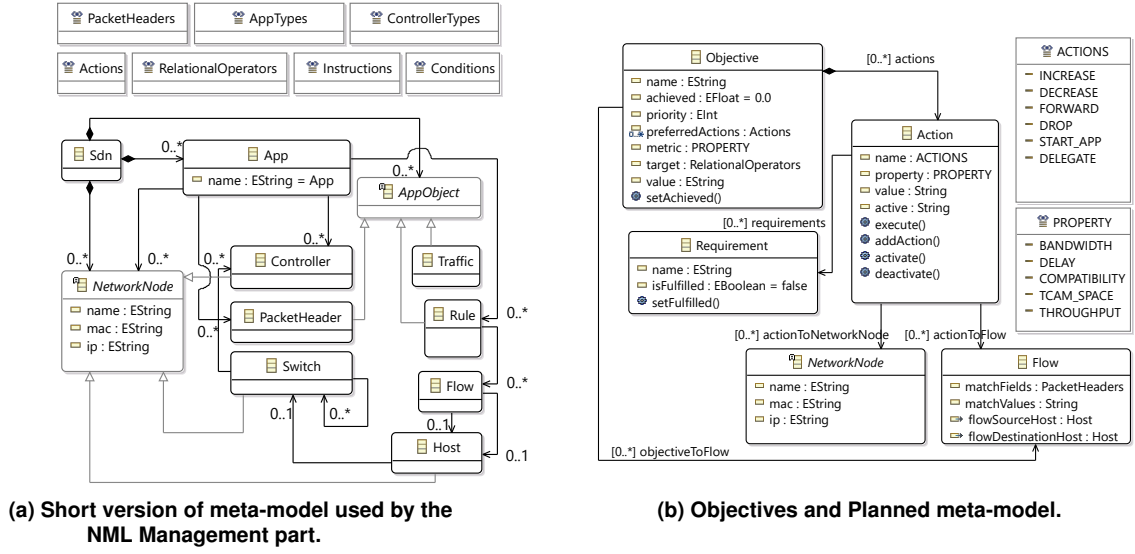 PacketHeaders
AppTypes
ControllerTypes
Actions
RelationalOperators
Instructions
Conditions
Sdn
0..*
App
name : EString = App
0..*
AppObject
0..*
0..*
0..*
Controller
Traffic
NetworkNode
name : EString
mac : EString
ip : EString
0..*
PacketHeader
Rule
0..*
Switch
Flow
0..*
0..1
0..*
0..1
Host
0..1
(a) Short version of meta-model used by the
NML Management part.
Objective
name : EString
achieved : EFloat = 0.0
priority : EInt
0..* preferredActions : Actions
metric : PROPERTY
target : RelationalOperators
value : EString
setAchieved()
[0..*] actions
Action
name : ACTIONS
property : PROPERTY
value : String
active : String
execute()
addAction()
activate()
deactivate()
ACTIONS
INCREASE
DECREASE
FORWARD
DROP
START_APP
DELEGATE
[0..*] requirements
Requirement
name : EString
isFulfilled : EBoolean = false
setFulfilled()
PROPERTY
BANDWIDTH
DELAY
COMPATIBILITY
TCAM_SPACE
THROUGHPUT
[0..*] actionToNetworkNode
[0..*] actionToFlow
NetworkNode
name : EString
mac : EString
ip : EString
Flow
matchFields : PacketHeaders
matchValues : String
flowSourceHost : Host
flowDestinationHost : Host
[0..*] objectiveToFlow
(b) Objectives and Planned meta-model.